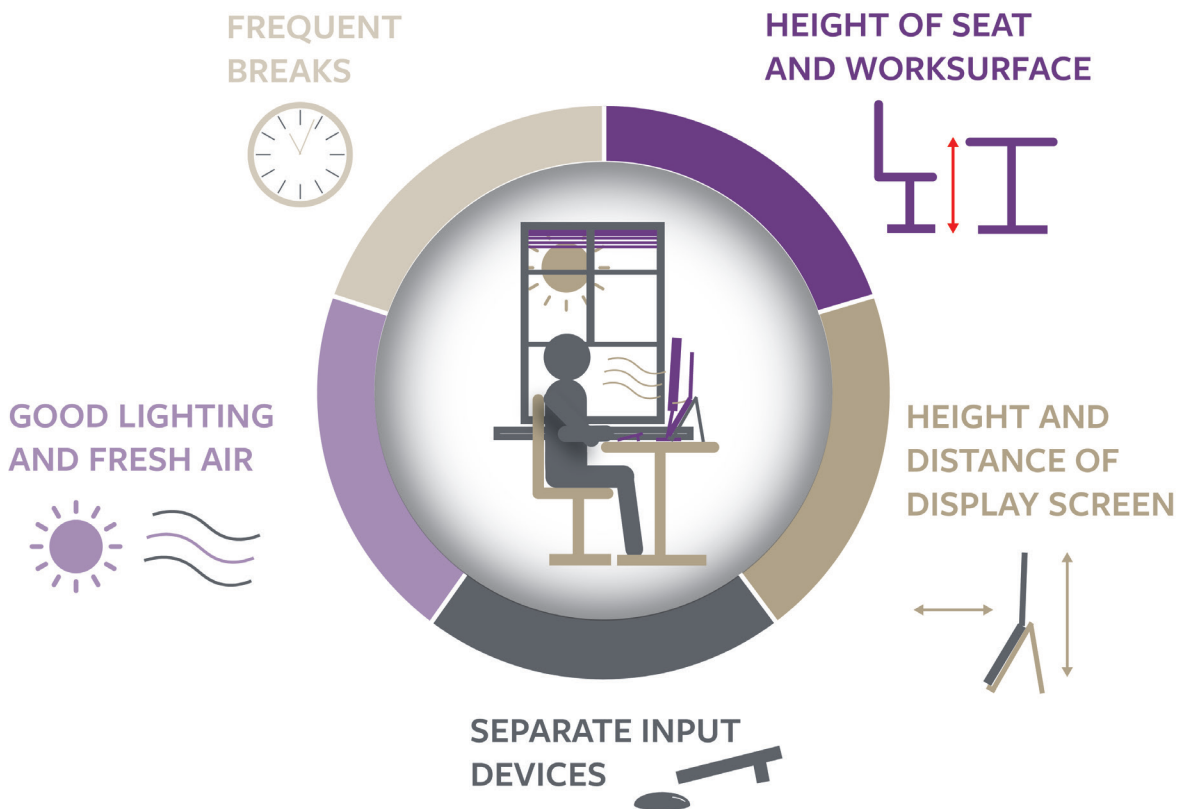 FREQUENT
BREAKS
HEIGHT OF SEAT
AND WORKSURFACE
GOOD LIGHTING
AND FRESH AIR
HEIGHT AND
DISTANCE OF
DISPLAY SCREEN
SEPARATE INPUT
DEVICES